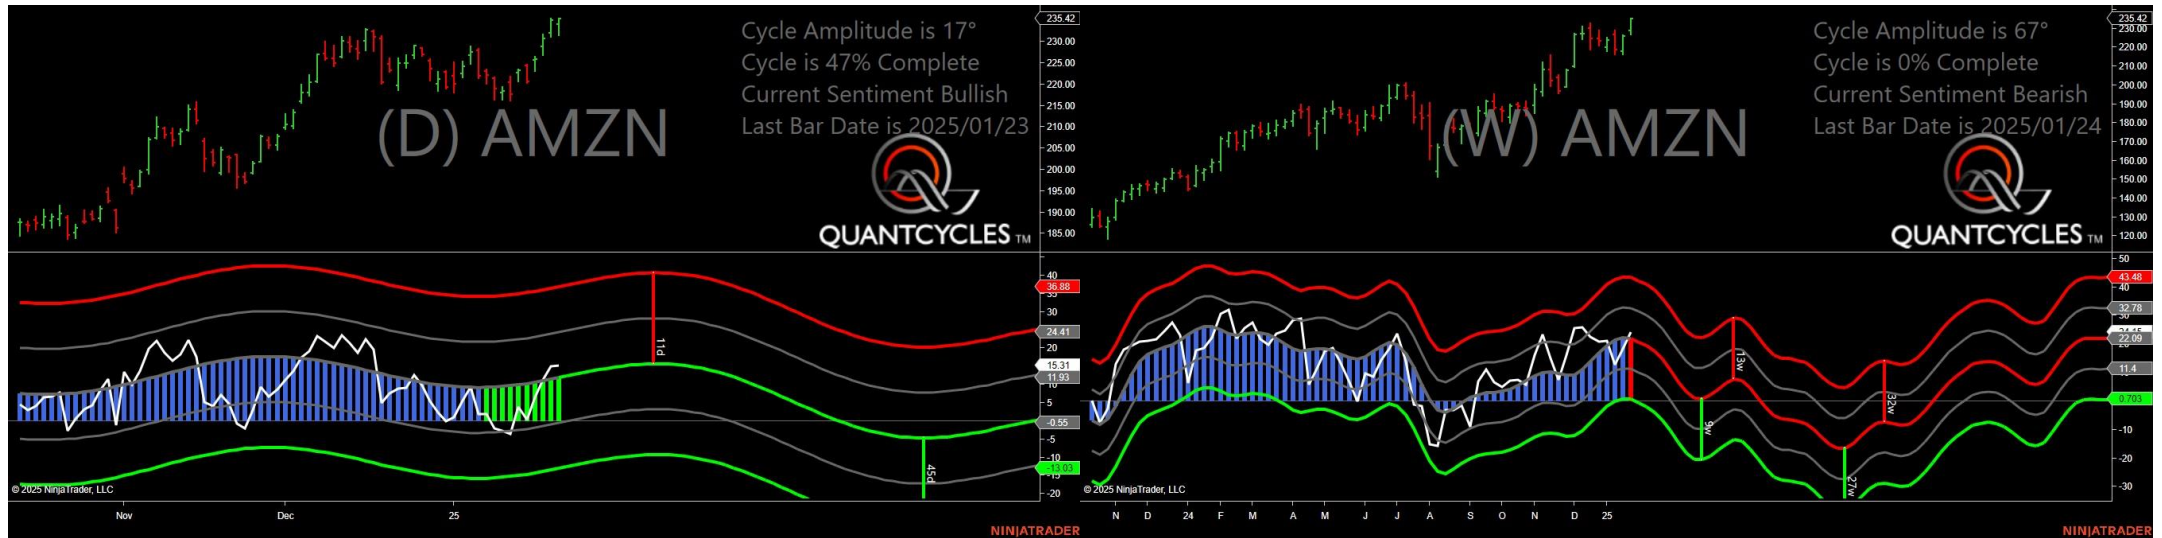 235.42
230.00
225.00
220.00
215.00
210.00
205.00
200.00
195.00
190.00
185.00
Cycle Amplitude is 17°
Cycle is 47% Complete
Current Sentiment Bullish
Last Bar Date is 2025/01/23
(D) AMZN
QUANTCYCLES TM
40
36.88
35
30
24.41
20
15.31
11.93
10
5
-0.55
-5
-10
-13.03
-15
-20
11d
45d
© 2025 NinjaTrader, LLC
Nov
Dec
25
NINJATRADER
235.42
230.00
220.00
210.00
200.00
190.00
180.00
170.00
160.00
150.00
140.00
130.00
120.00
Cycle Amplitude is 67°
Cycle is 0% Complete
Current Sentiment Bearish
Last Bar Date is 2025/01/24
(W) AMZN
QUANTCYCLES TM
50
43.48
40
32.78
30
22.09
11.4
0.703
-10
-20
-30
13w
9w
32w
27w
© 2025 NinjaTrader, LLC
N D 24 F M A M J J A S O N D 25
NINJATRADER